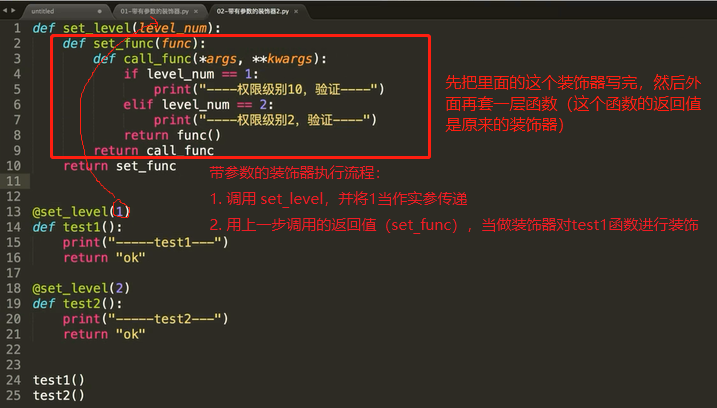 untitled
01-带有参数的装饰器.py
02-带有参数的装饰器2.py
1 def set_level(level_num):
2     def set_func(func):
3         def call_func(*args, **kwargs):
4             if level_num == 1:
5                 print("----权限级别10，验证----")
6             elif level_num == 2:
7                 print("----权限级别2，验证----")
8             return func()
9         return call_func
10     return set_func
11
12
13 @set_level(1)
14 def test1():
15     print("-----test1---")
16     return "ok"
17
18 @set_level(2)
19 def test2():
20     print("-----test2---")
21     return "ok"
22
23
24 test1()
25 test2()
先把里面的这个装饰器写完，然后外
面再套一层函数（这个函数的返回值
是原来的装饰器）
带参数的装饰器执行流程：
1. 调用 set_level，并将1当作实参传递
2. 用上一步调用的返回值（set_func），当做装饰器对test1函数进行装饰